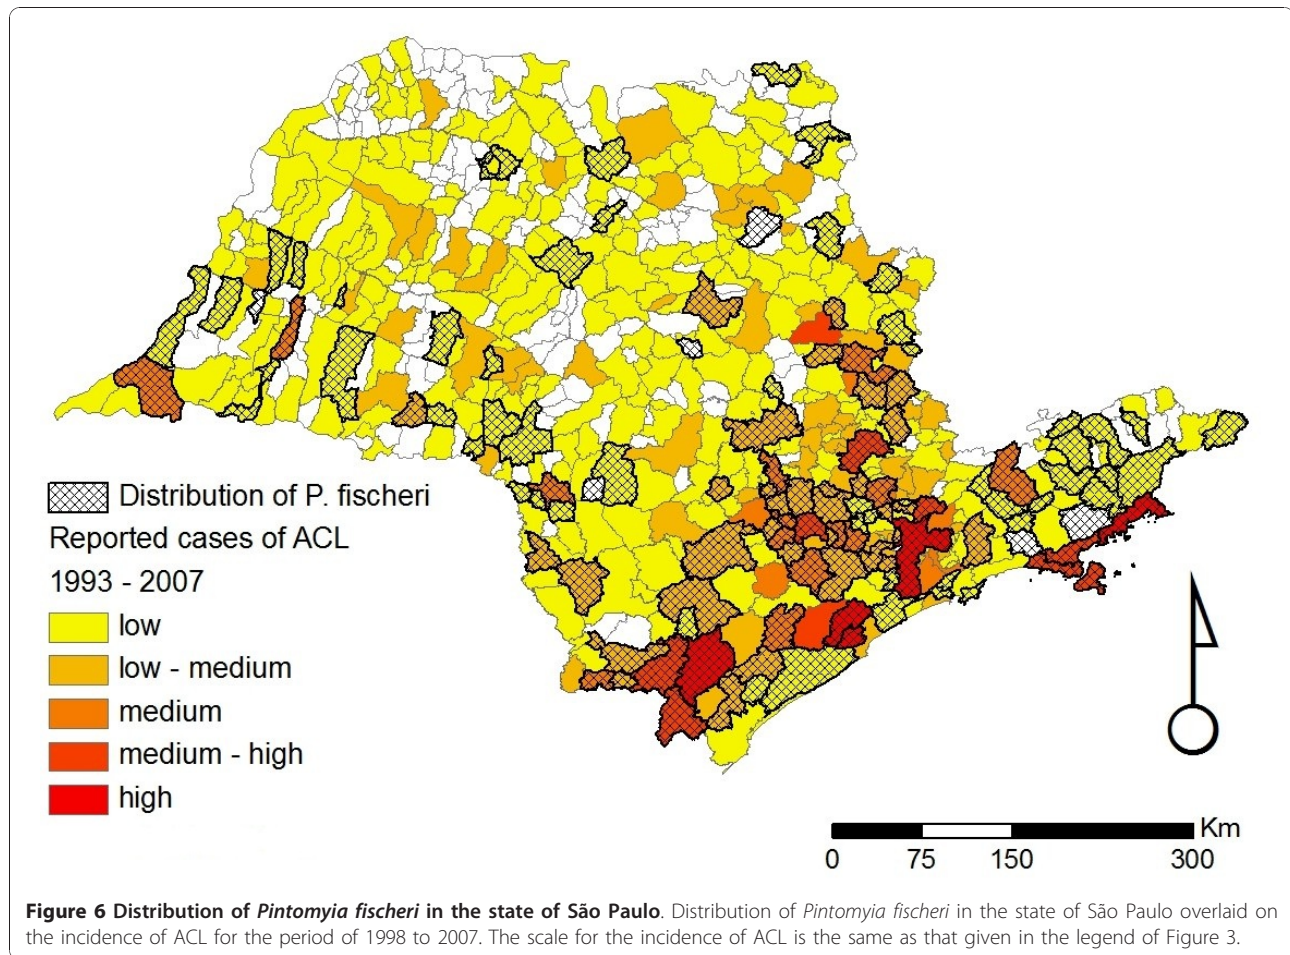 Distribution of P. fischeri
Reported cases of ACL
1993 - 2007
low
low - medium
medium
medium - high
high
Km
0 75 150 300
Figure 6 Distribution of Pintomyia fischeri in the state of São Paulo. Distribution of Pintomyia fischeri in the state of São Paulo overlaid on
the incidence of ACL for the period of 1998 to 2007. The scale for the incidence of ACL is the same as that given in the legend of Figure 3.